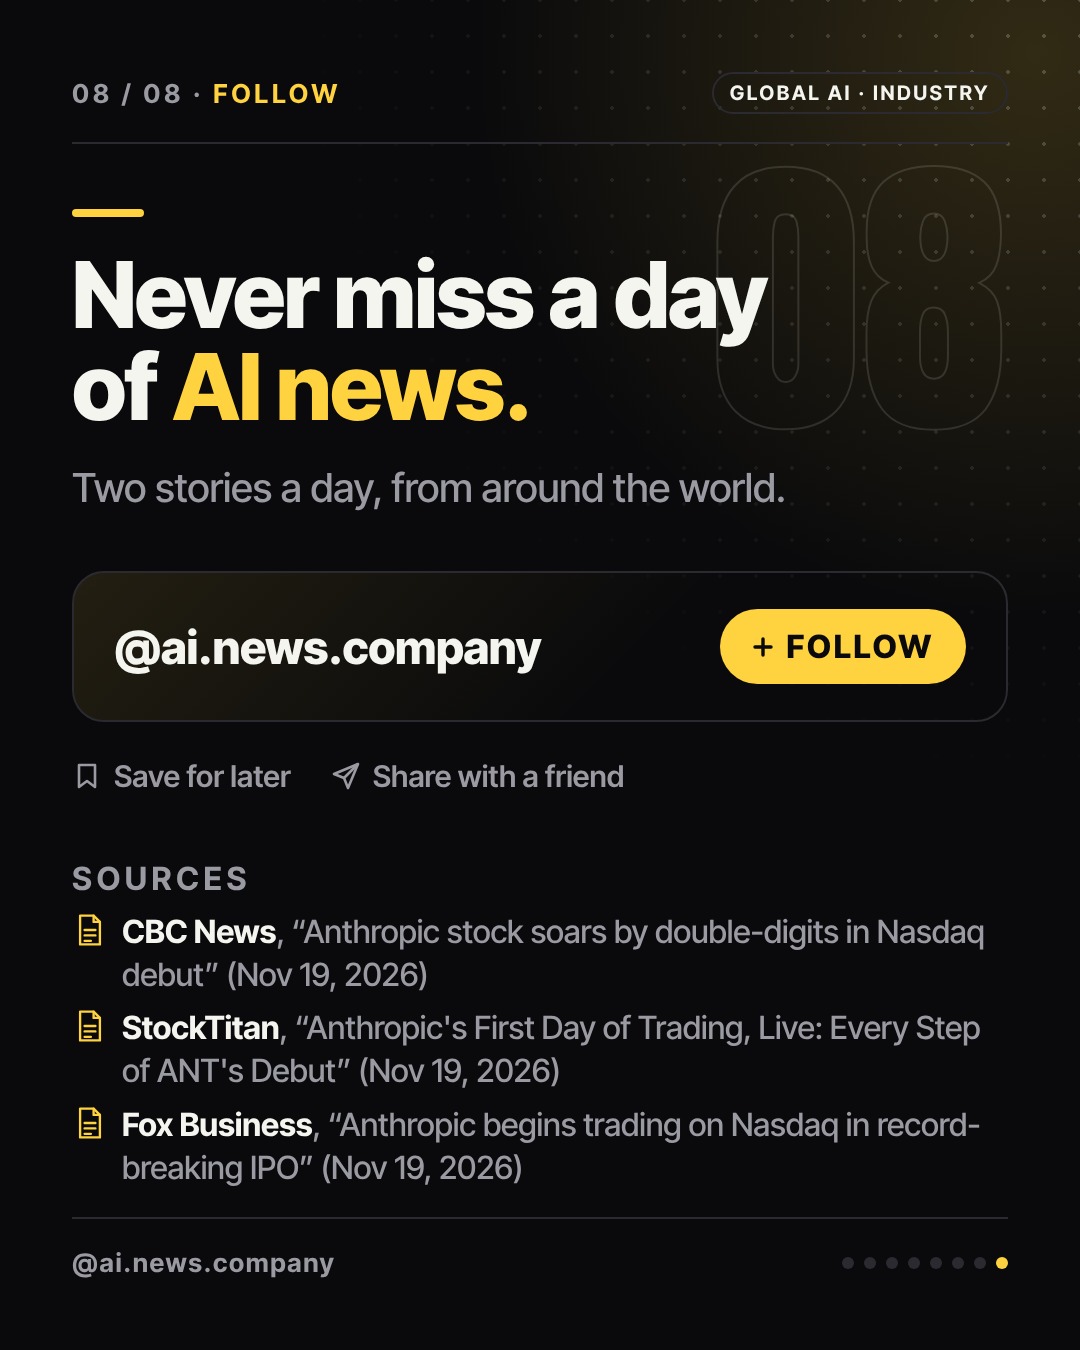 08 / 08 · FOLLOW
GLOBAL AI · INDUSTRY
08
Never miss a day
of AI news.
Two stories a day, from around the world.
@ai.news.company
+ FOLLOW
Save for later
Share with a friend
SOURCES
CBC News, “Anthropic stock soars by double-digits in Nasdaq
debut” (Nov 19, 2026)
StockTitan, “Anthropic's First Day of Trading, Live: Every Step
of ANT's Debut” (Nov 19, 2026)
Fox Business, “Anthropic begins trading on Nasdaq in record-
breaking IPO” (Nov 19, 2026)
@ai.news.company